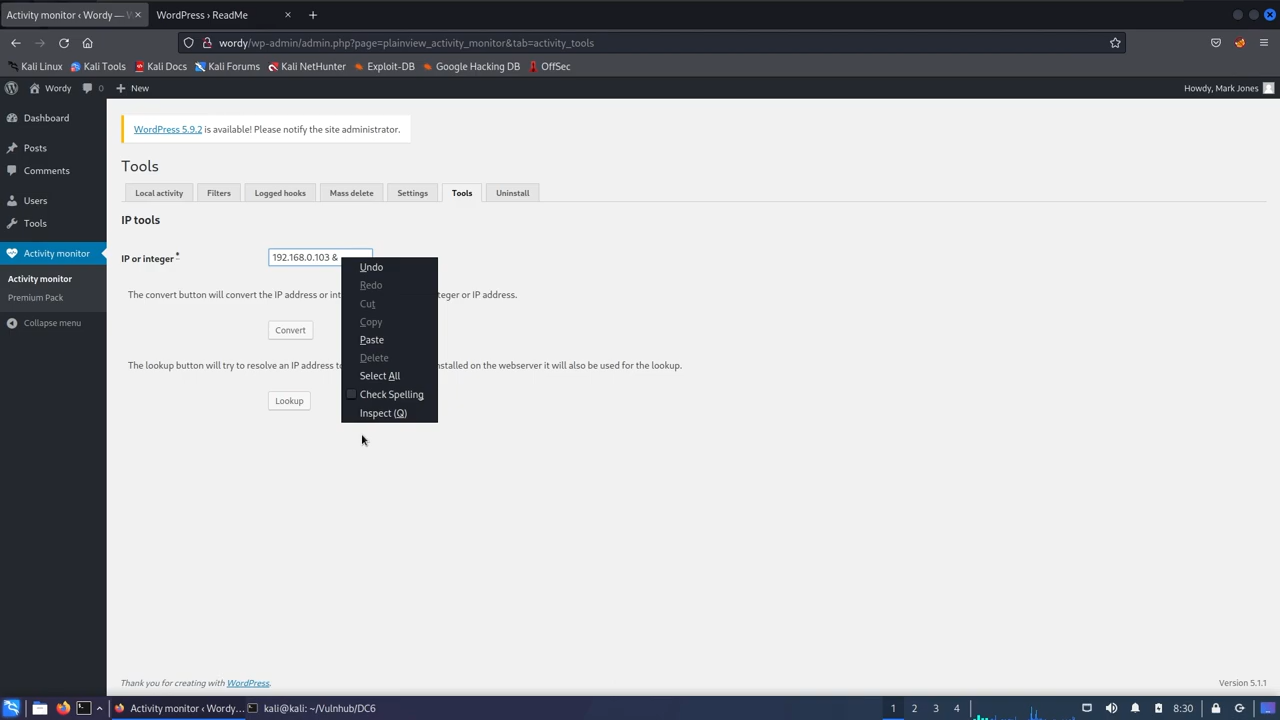 Activity monitor ‹ Wordy — W
WordPress › ReadMe
wordy/wp-admin/admin.php?page=plainview_activity_monitor&tab=activity_tools
Kali Linux
Kali Tools
Kali Docs
Kali Forums
Kali NetHunter
Exploit-DB
Google Hacking DB
OffSec
Wordy
0
New
Howdy, Mark Jones
Dashboard
Posts
Comments
Users
Tools
Activity monitor
Activity monitor
Premium Pack
Collapse menu
WordPress 5.9.2 is available! Please notify the site administrator.
Tools
Local activity
Filters
Logged hooks
Mass delete
Settings
Tools
Uninstall
IP tools
IP or integer *
192.168.0.103 &
The convert button will convert the IP address or int
teger or IP address.
Convert
The lookup button will try to resolve an IP address to
nstalled on the webserver it will also be used for the lookup.
Lookup
Undo
Redo
Cut
Copy
Paste
Delete
Select All
Check Spelling
Inspect (Q)
Thank you for creating with WordPress.
Version 5.1.1
Activity monitor ‹ Wordy...
kali@kali: ~/Vulnhub/DC6
1
2
3
4
8:30